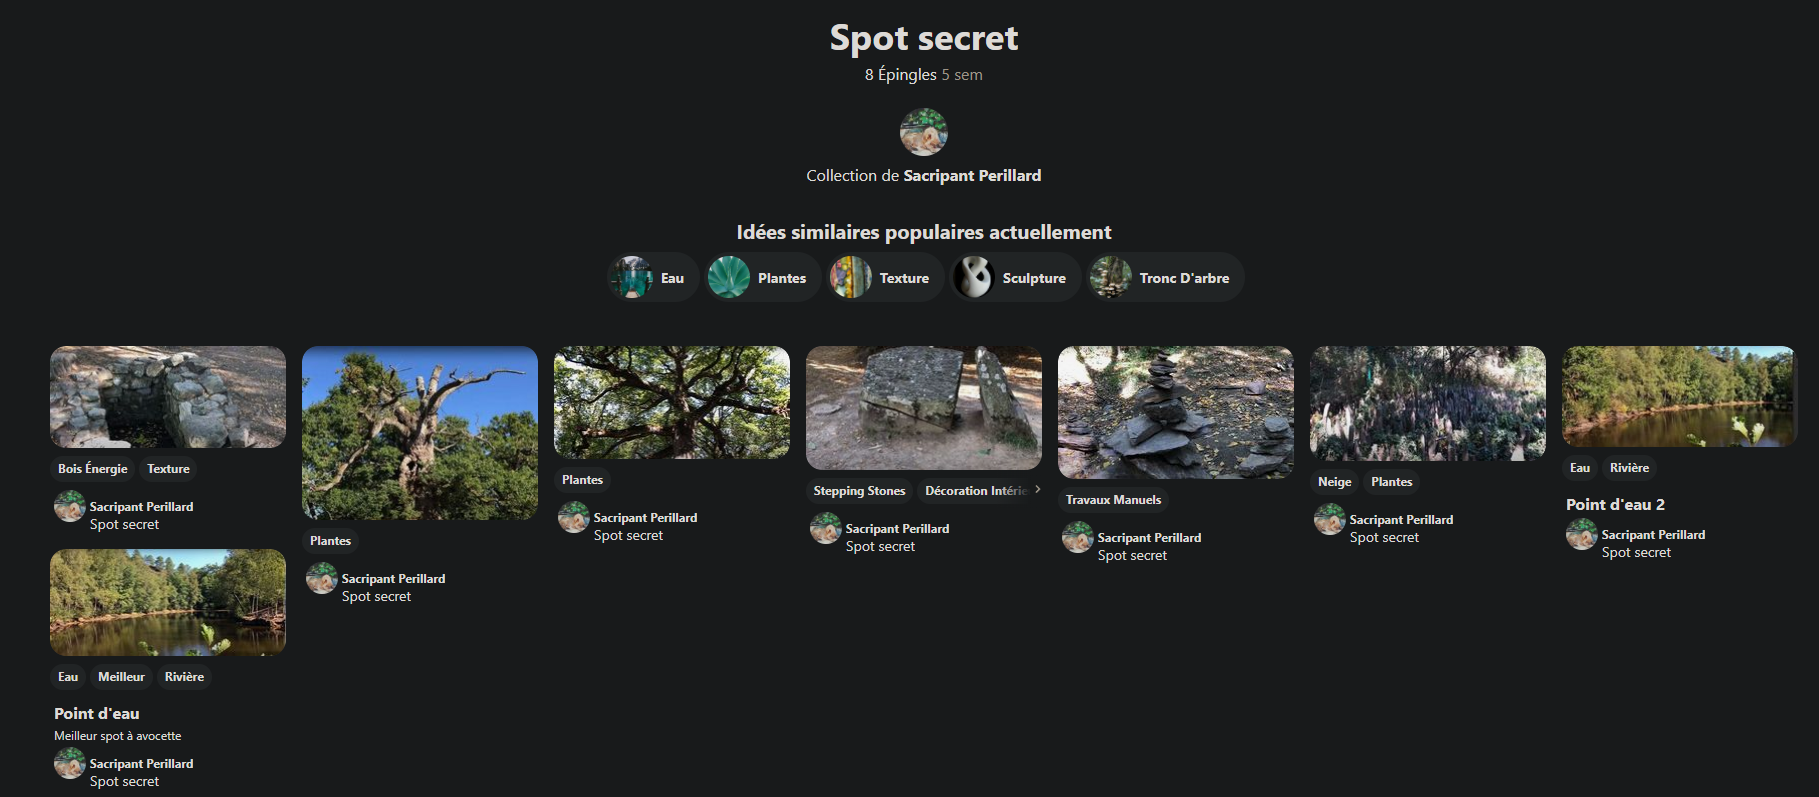 Spot secret
8 Épingles 5 sem
Collection de Sacripant Perillard
Idées similaires populaires actuellement
Eau
Plantes
Texture
Sculpture
Tronc D'arbre
Bois Énergie
Texture
Sacripant Perillard
Spot secret
Plantes
Sacripant Perillard
Spot secret
Plantes
Sacripant Perillard
Spot secret
Stepping Stones
Décoration Intérie
Sacripant Perillard
Spot secret
Travaux Manuels
Sacripant Perillard
Spot secret
Neige
Plantes
Sacripant Perillard
Spot secret
Eau
Rivière
Point d'eau 2
Sacripant Perillard
Spot secret
Eau
Meilleur
Rivière
Point d'eau
Meilleur spot à avocette
Sacripant Perillard
Spot secret